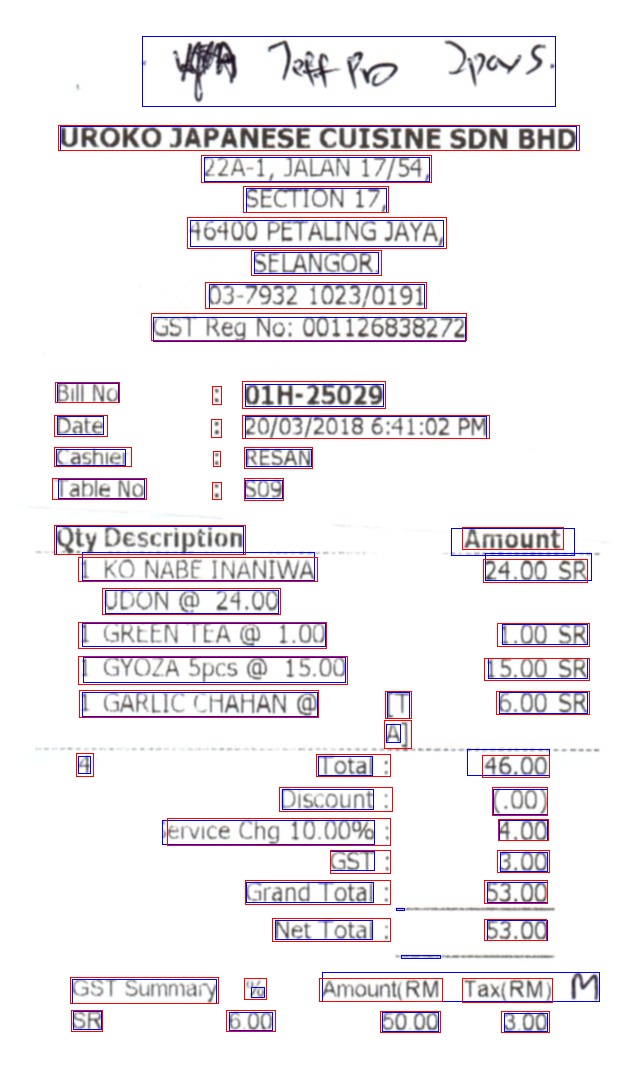 Jeff Pro 2pax S.
UROKO JAPANESE CUISINE SDN BHD
22A-1, JALAN 17/54,
SECTION 17,
46400 PETALING JAYA,
SELANGOR.
03-7932 1023/0191
GST Reg No: 001126838272
Bill No : 01H-25029
Date : 20/03/2018 6:41:02 PM
Cashier : RESAN
Table No : S09
Qty Description Amount
1 KO NABE INANIWA 24.00 SR
UDON @ 24.00
1 GREEN TEA @ 1.00 1.00 SR
1 GYOZA 5pcs @ 15.00 15.00 SR
1 GARLIC CHAHAN @ [T 6.00 SR
A]
4 Total : 46.00
Discount : (.00)
Service Chg 10.00% : 4.00
GST : 3.00
Grand Total : 53.00
Net Total : 53.00
GST Summary % Amount(RM Tax(RM) M
SR 6.00 50.00 3.00